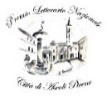 Premio Letterario Nazionale
Città di Ascoli Piceno